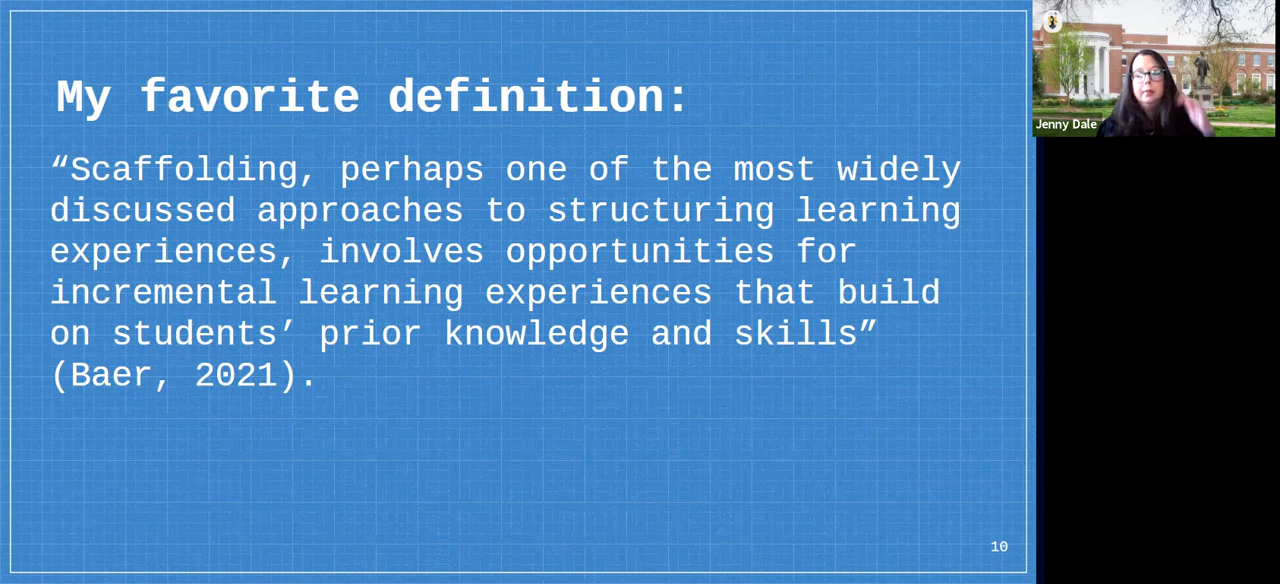 My favorite definition:
“Scaffolding, perhaps one of the most widely
discussed approaches to structuring learning
experiences, involves opportunities for
incremental learning experiences that build
on students’ prior knowledge and skills”
(Baer, 2021).
10
Jenny Dale